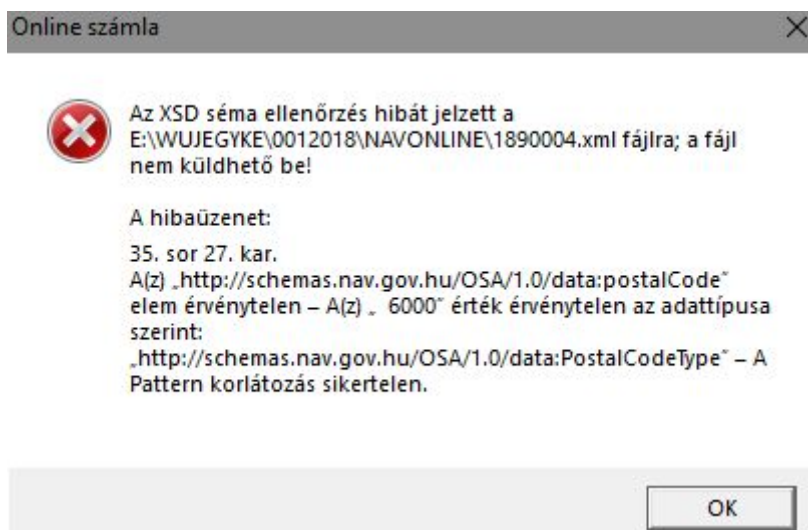 Online számla
Az XSD séma ellenőrzés hibát jelzett a
E:\WUJEGYKE\0012018\NAVONLINE\1890004.xml fájlra; a fájl
nem küldhető be!
A hibaüzenet:
35. sor 27. kar.
A(z) „http://schemas.nav.gov.hu/OSA/1.0/data:postalCode”
elem érvénytelen – A(z) „  6000” érték érvénytelen az adattípusa
szerint:
„http://schemas.nav.gov.hu/OSA/1.0/data:PostalCodeType” – A
Pattern korlátozás sikertelen.
OK